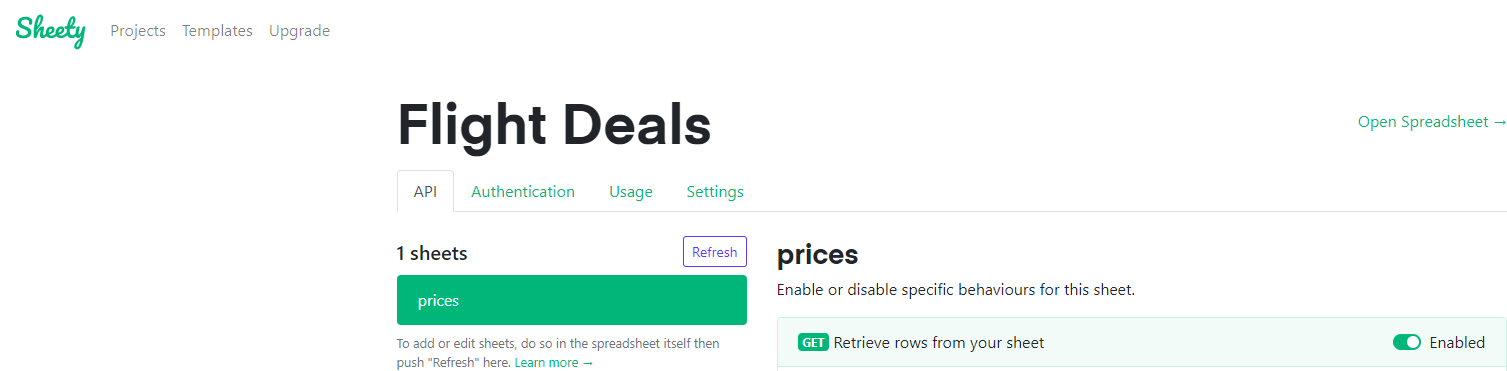 Sheety Projects Templates Upgrade
Flight Deals
Open Spreadsheet →
API Authentication Usage Settings
1 sheets
Refresh
prices
To add or edit sheets, do so in the spreadsheet itself then
push "Refresh" here. Learn more →
prices
Enable or disable specific behaviours for this sheet.
GET Retrieve rows from your sheet
Enabled